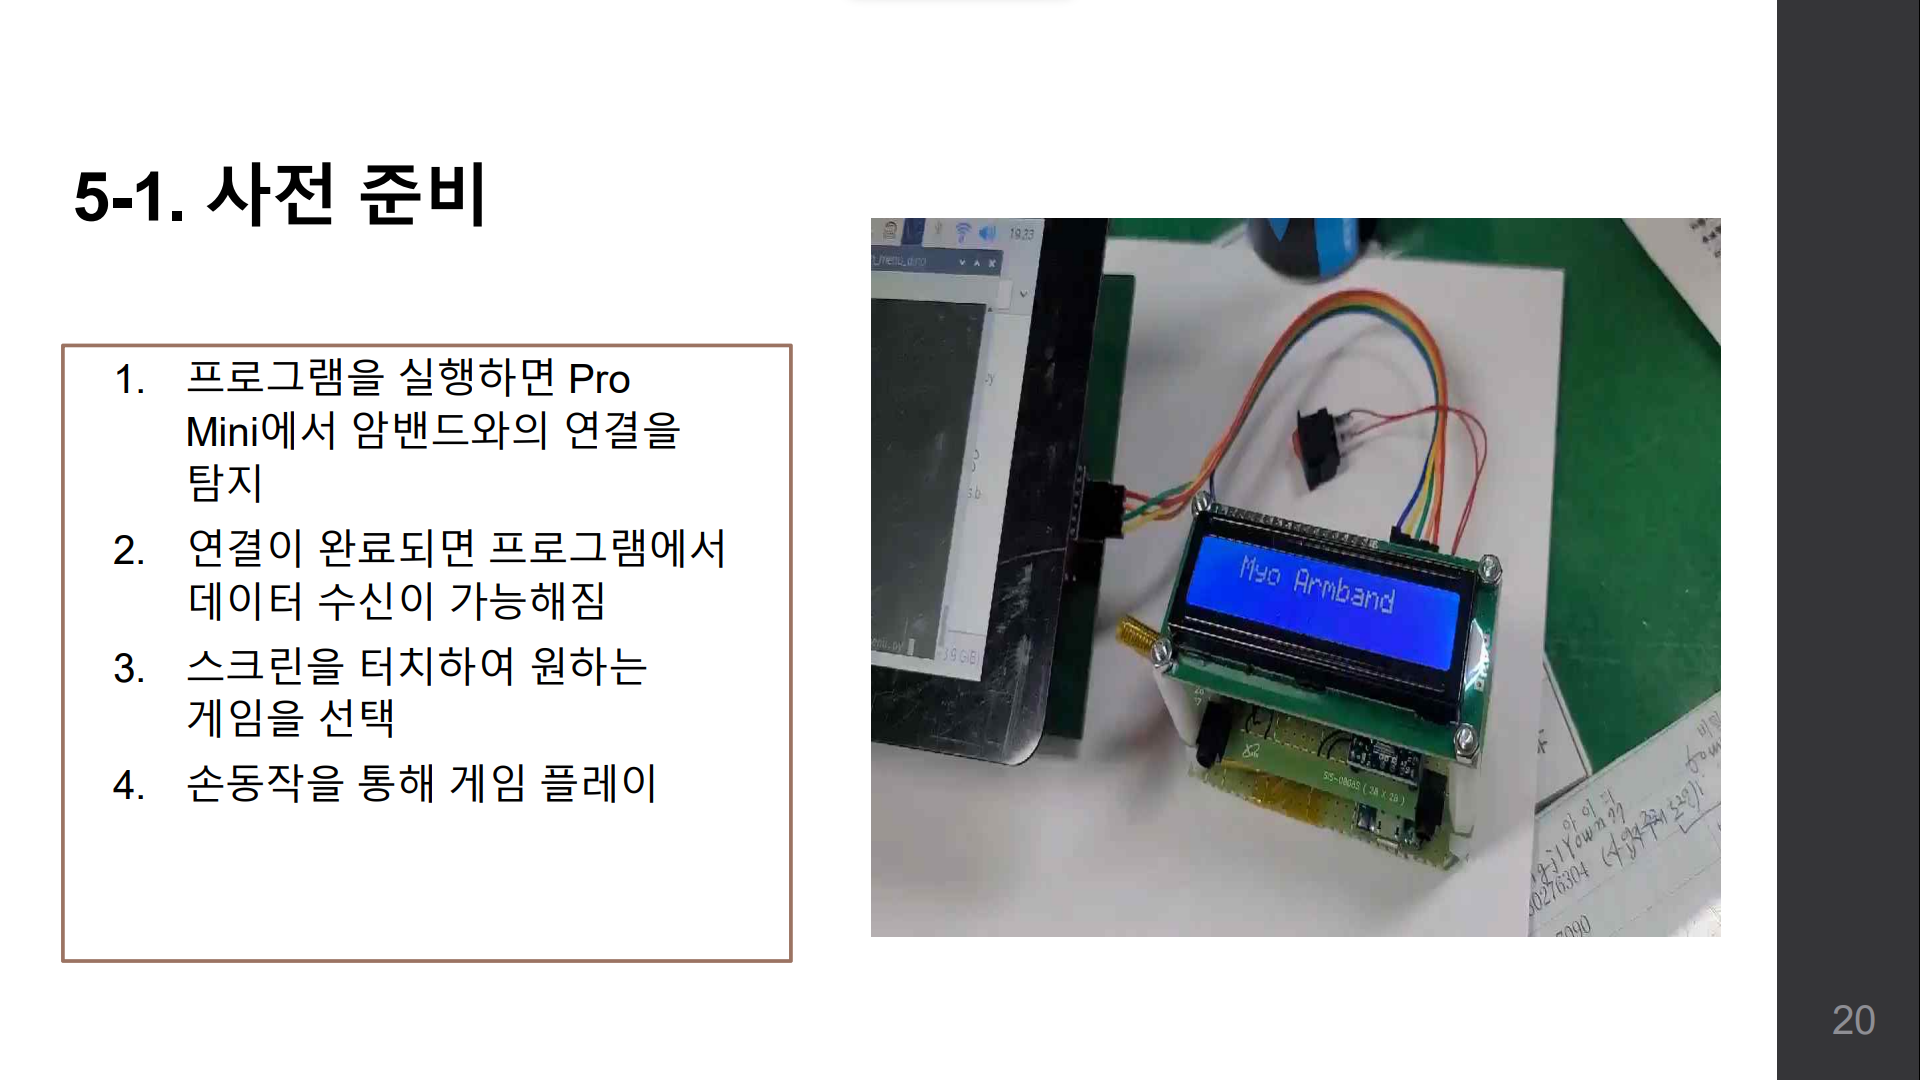 5-1. 사전 준비
1. 프로그램을 실행하면 Pro
Mini에서 암밴드와의 연결을
탐지
2. 연결이 완료되면 프로그램에서
데이터 수신이 가능해짐
3. 스크린을 터치하여 원하는
게임을 선택
4. 손동작을 통해 게임 플레이
19:23
Myo Armband
X2
20